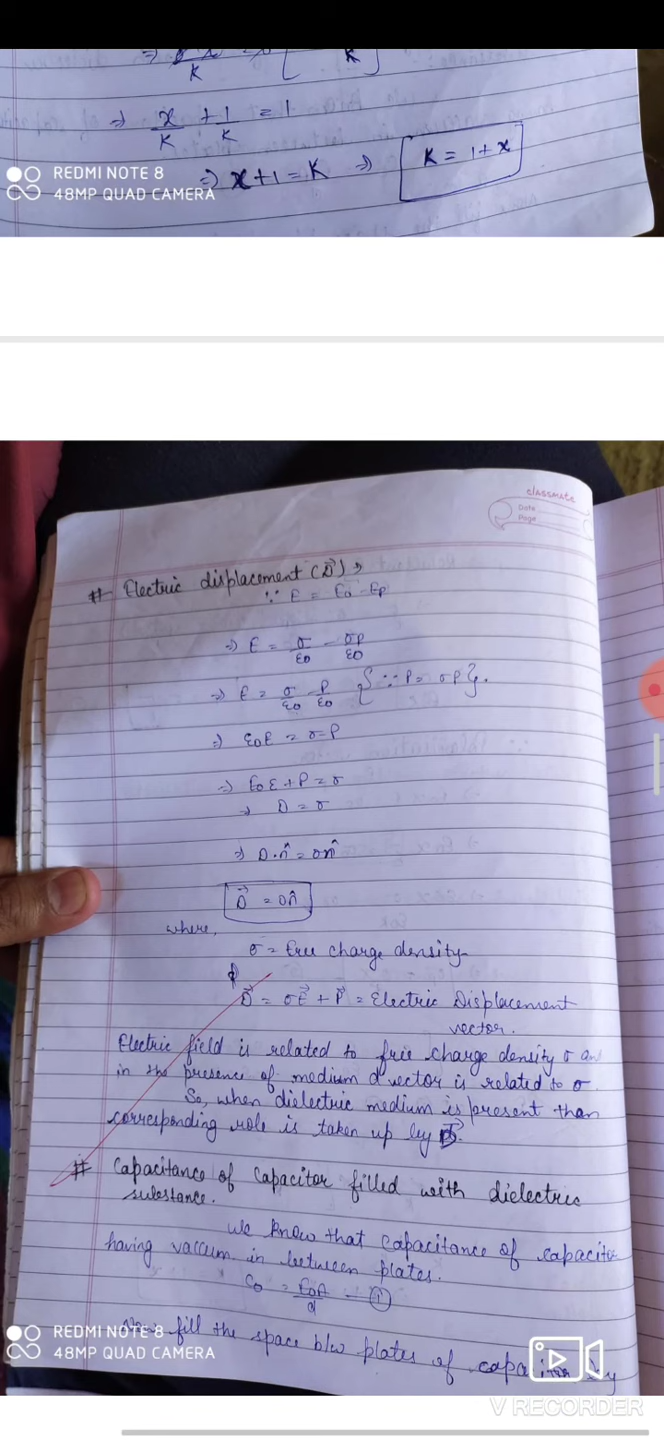 K
K
⇒ x/K + 1/K = 1
⇒ x+1=K ⇒ K = 1+x
REDMI NOTE 8
48MP QUAD CAMERA
classmate
Date
Page
# Electric displacement (D⃗) →
∵ E = E0 - Ep
⇒ E = σ/ε0 - σp/ε0
⇒ E = σ/ε0 - P/ε0 {∵ P = σP}.
⇒ ε0E = σ-P
⇒ ε0E + P = σ
⇒ D = σ
⇒ D·n̂ = σn̂
D⃗ = σn̂
where,
σ = free charge density
&
D⃗ = σE⃗ + P⃗ = Electric Displacement
vector.
Electric field is related to free charge density σ an
in the presence of medium d vector is related to σ.
So, when dielectric medium is present than
corresponding role is taken up by D⃗.
# Capacitance of Capacitor filled with dielectric
substance.
We know that capacitance of capacito
having vaccum in between plates.
C0 = ε0A/d - ①
fill the space b/w plates of capacitor by
REDMI NOTE 8
48MP QUAD CAMERA
V RECORDER